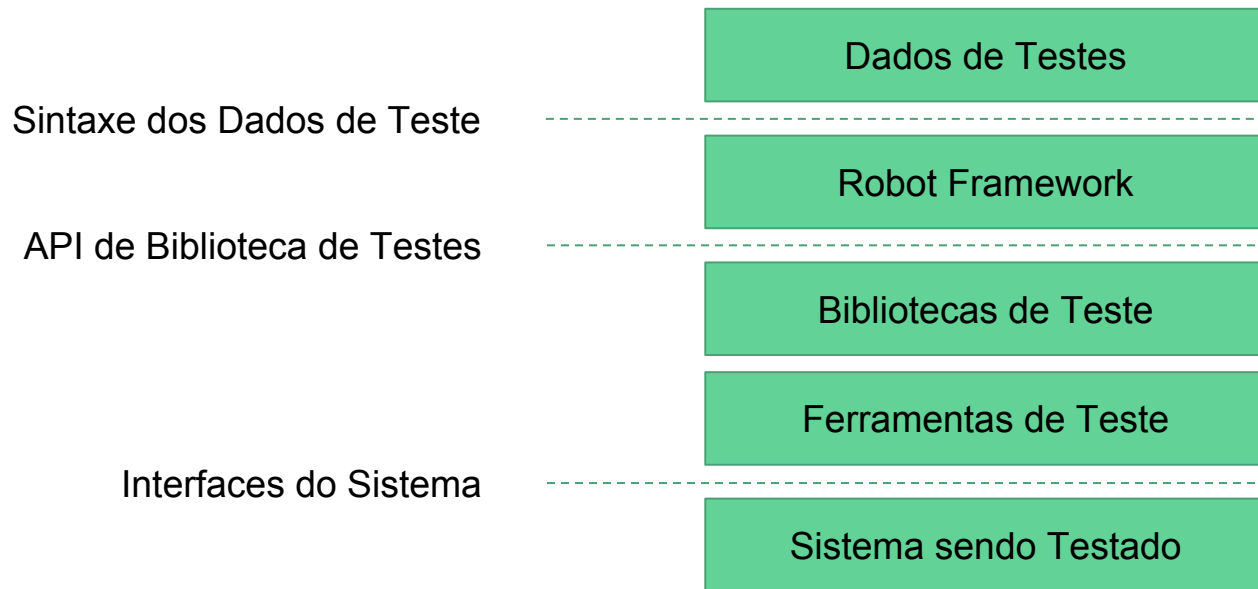 Dados de Testes
Sintaxe dos Dados de Teste
Robot Framework
API de Biblioteca de Testes
Bibliotecas de Teste
Ferramentas de Teste
Interfaces do Sistema
Sistema sendo Testado